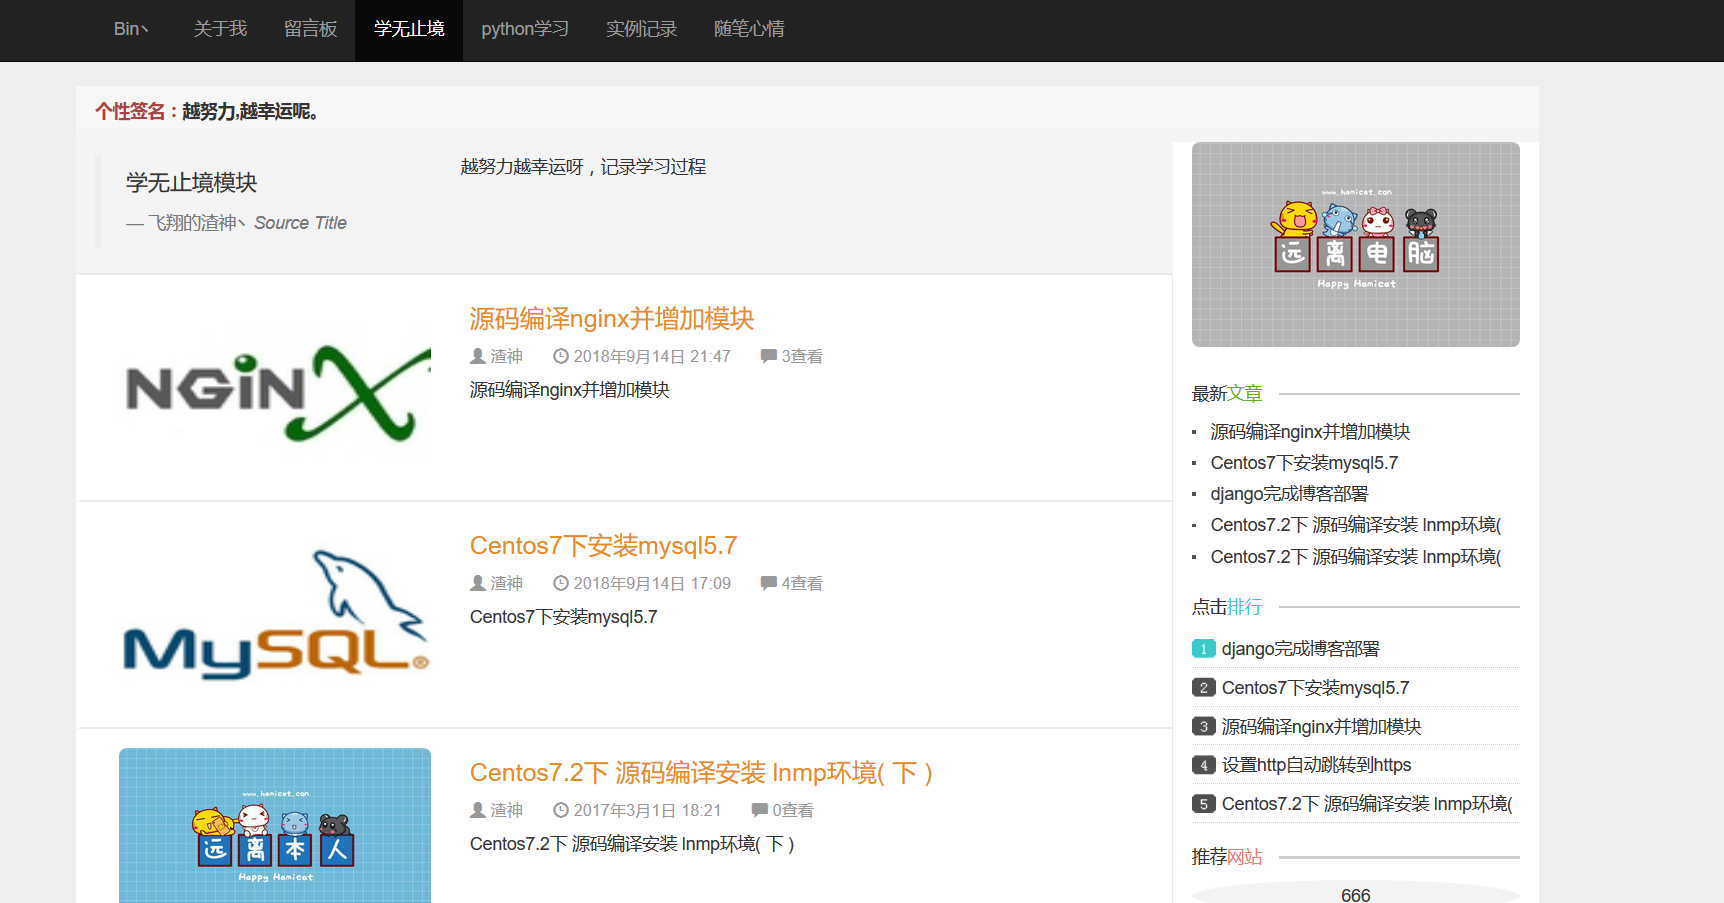 Bin丶 关于我 留言板 学无止境 python学习 实例记录 随笔心情
个性签名：越努力,越幸运呢。
学无止境模块
— 飞翔的渣神丶 Source Title
越努力越幸运呀，记录学习过程
NGiNX
源码编译nginx并增加模块
渣神 2018年9月14日 21:47 3查看
源码编译nginx并增加模块
MySQL®
Centos7下安装mysql5.7
渣神 2018年9月14日 17:09 4查看
Centos7下安装mysql5.7
www.hamicat.com
远离本人
Happy Hamicat
Centos7.2下 源码编译安装 lnmp环境( 下 )
渣神 2017年3月1日 18:21 0查看
Centos7.2下 源码编译安装 lnmp环境( 下 )
www.hamicat.com
远离电脑
Happy Hamicat
最新文章
源码编译nginx并增加模块
Centos7下安装mysql5.7
django完成博客部署
Centos7.2下 源码编译安装 lnmp环境(
Centos7.2下 源码编译安装 lnmp环境(
点击排行
1 django完成博客部署
2 Centos7下安装mysql5.7
3 源码编译nginx并增加模块
4 设置http自动跳转到https
5 Centos7.2下 源码编译安装 lnmp环境(
推荐网站
666